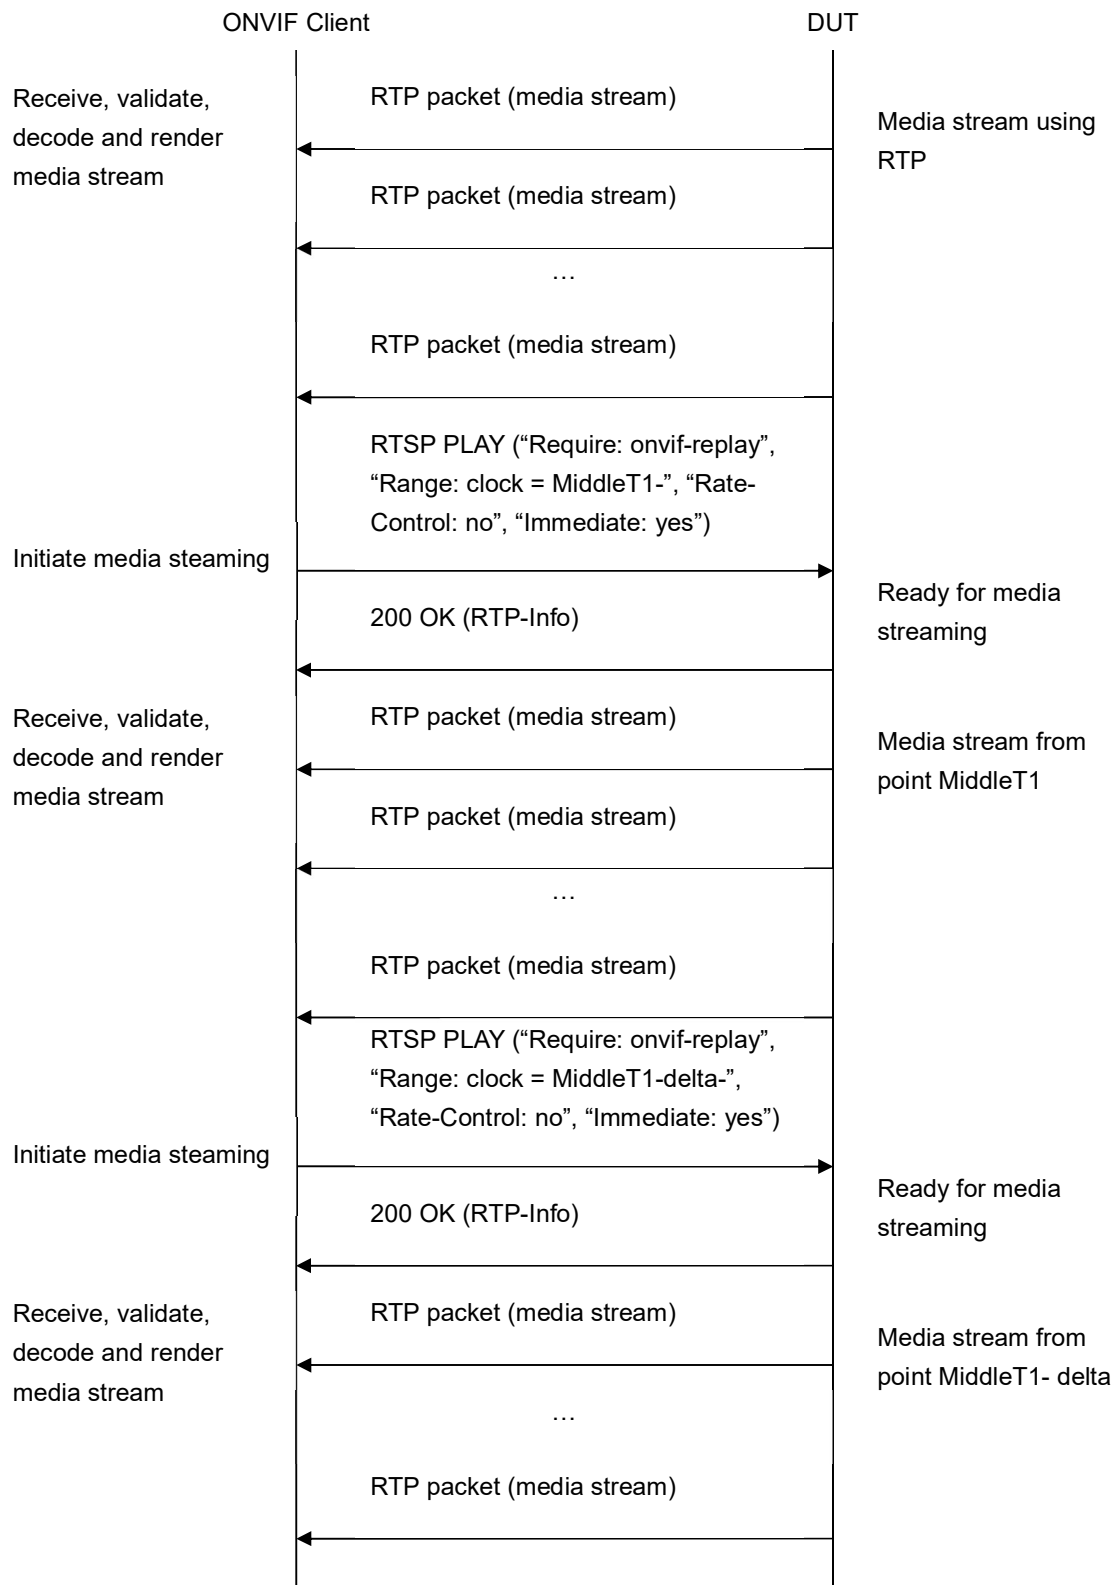 ONVIF Client
DUT
RTP packet (media stream)
Receive, validate,
decode and render
media stream
Media stream using
RTP
RTP packet (media stream)
…
RTP packet (media stream)
RTSP PLAY (“Require: onvif-replay”,
“Range: clock = MiddleT1-”, “Rate-
Control: no”, “Immediate: yes”)
Initiate media steaming
Ready for media
streaming
200 OK (RTP-Info)
Receive, validate,
decode and render
media stream
RTP packet (media stream)
Media stream from
point MiddleT1
RTP packet (media stream)
…
RTP packet (media stream)
RTSP PLAY (“Require: onvif-replay”,
“Range: clock = MiddleT1-delta-”,
“Rate-Control: no”, “Immediate: yes”)
Initiate media steaming
Ready for media
streaming
200 OK (RTP-Info)
Receive, validate,
decode and render
media stream
RTP packet (media stream)
Media stream from
point MiddleT1- delta
…
RTP packet (media stream)